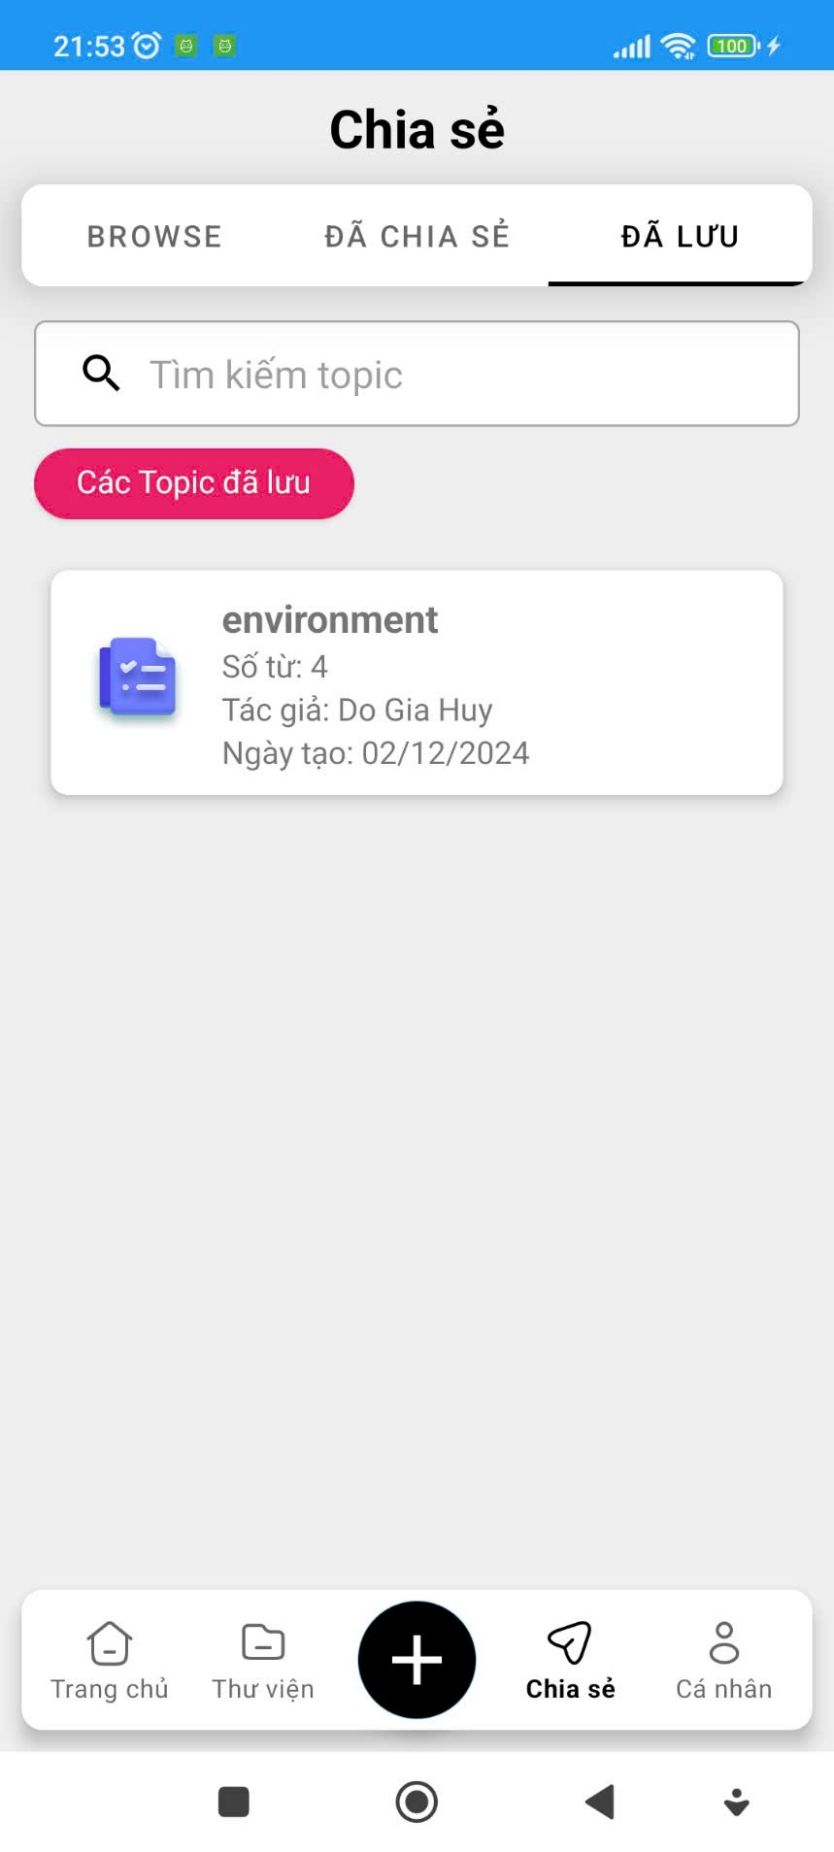 21:53
100
Chia sẻ
BROWSE ĐÃ CHIA SẺ ĐÃ LƯU
Tìm kiếm topic
Các Topic đã lưu
environment
Số từ: 4
Tác giả: Do Gia Huy
Ngày tạo: 02/12/2024
Trang chủ Thư viện Chia sẻ Cá nhân